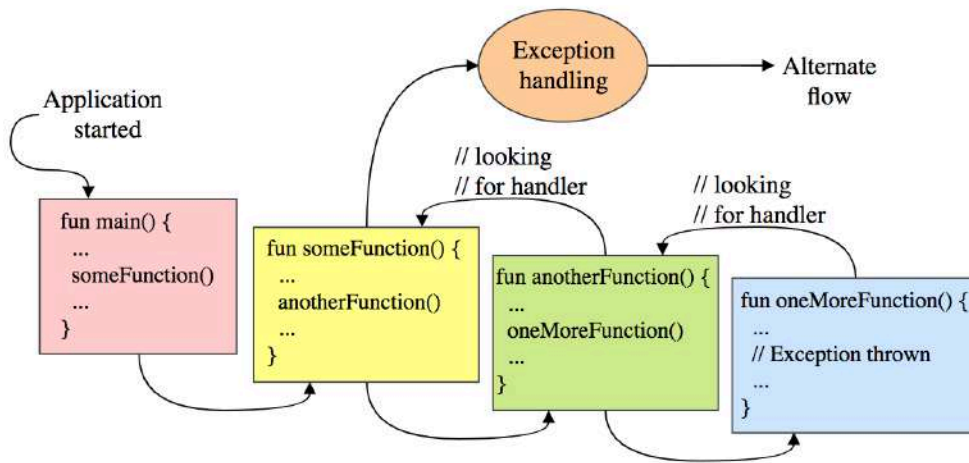 Exception
handling
Alternate
flow
Application
started
// looking
// for handler
// looking
// for handler
fun main() {
...
someFunction()
...
}
fun someFunction() {
...
anotherFunction()
...
}
fun anotherFunction() {
...
oneMoreFunction()
...
}
fun oneMoreFunction() {
...
// Exception thrown
...
}